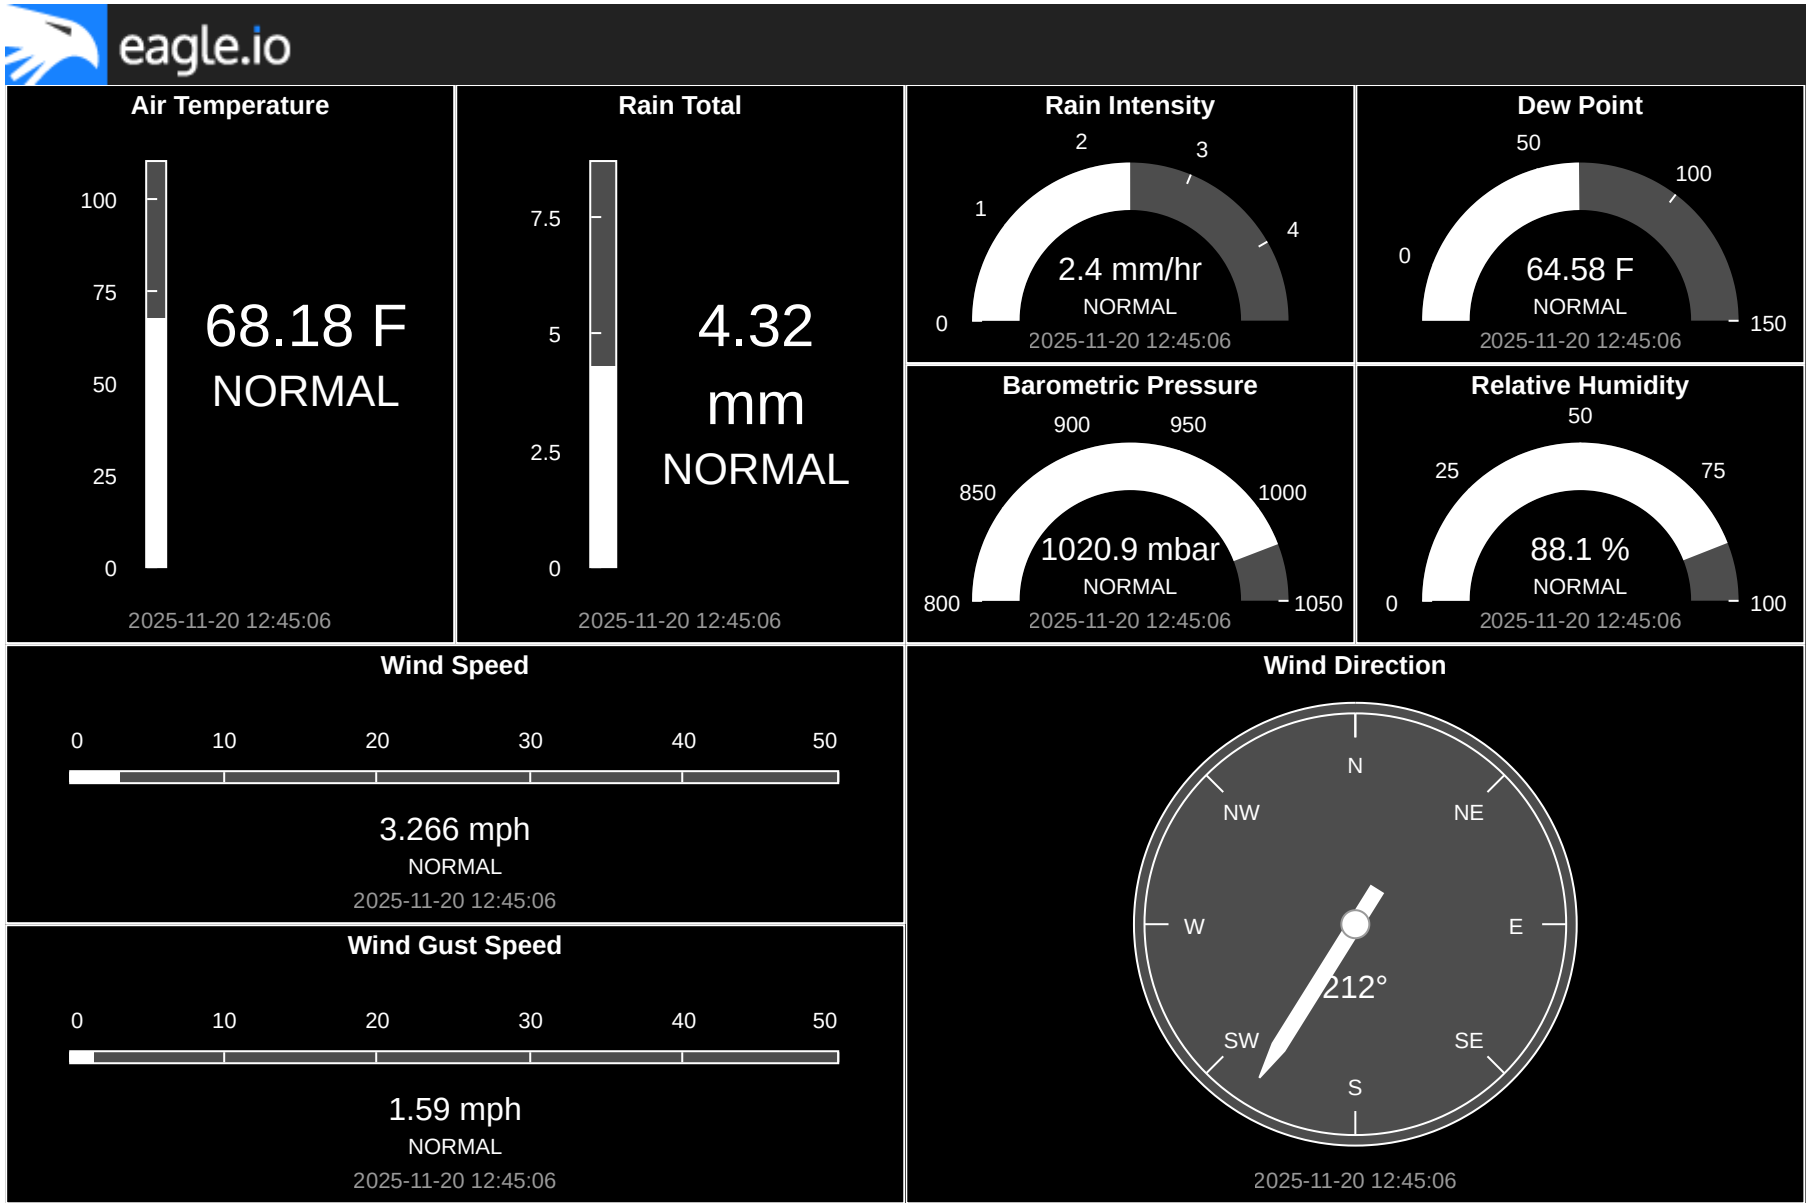 eagle.io
Air Temperature
100
75
50
25
0
68.18 F
NORMAL
2025-11-20 12:45:06
Rain Total
7.5
5
2.5
0
4.32
mm
NORMAL
2025-11-20 12:45:06
Rain Intensity
0
1
2
3
4
2.4 mm/hr
NORMAL
2025-11-20 12:45:06
Dew Point
0
50
100
150
64.58 F
NORMAL
2025-11-20 12:45:06
Barometric Pressure
800
850
900
950
1000
1050
1020.9 mbar
NORMAL
2025-11-20 12:45:06
Relative Humidity
0
25
50
75
100
88.1 %
NORMAL
2025-11-20 12:45:06
Wind Speed
0 10 20 30 40 50
3.266 mph
NORMAL
2025-11-20 12:45:06
Wind Gust Speed
0 10 20 30 40 50
1.59 mph
NORMAL
2025-11-20 12:45:06
Wind Direction
N
NW NE
W E
212°
SW SE
S
2025-11-20 12:45:06